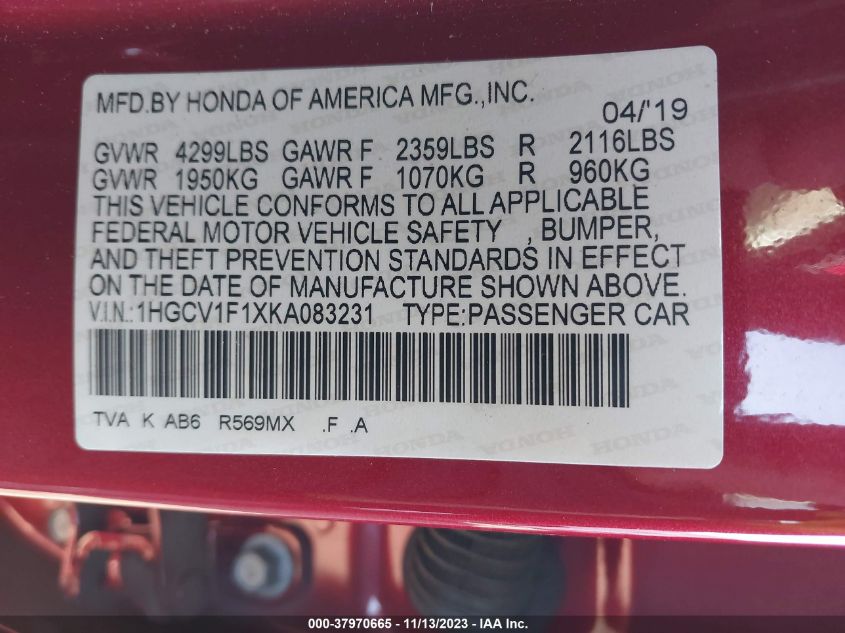 MFD.BY HONDA OF AMERICA MFG.,INC.
04/'19
GVWR 4299LBS GAWR F 2359LBS R 2116LBS
GVWR 1950KG GAWR F 1070KG R 960KG
THIS VEHICLE CONFORMS TO ALL APPLICABLE
FEDERAL MOTOR VEHICLE SAFETY , BUMPER,
AND THEFT PREVENTION STANDARDS IN EFFECT
ON THE DATE OF MANUFACTURE SHOWN ABOVE.
V.I.N.:1HGCV1F1XKA083231 TYPE:PASSENGER CAR
TVA K AB6 R569MX .F .A
000-37970665 - 11/13/2023 - IAA Inc.